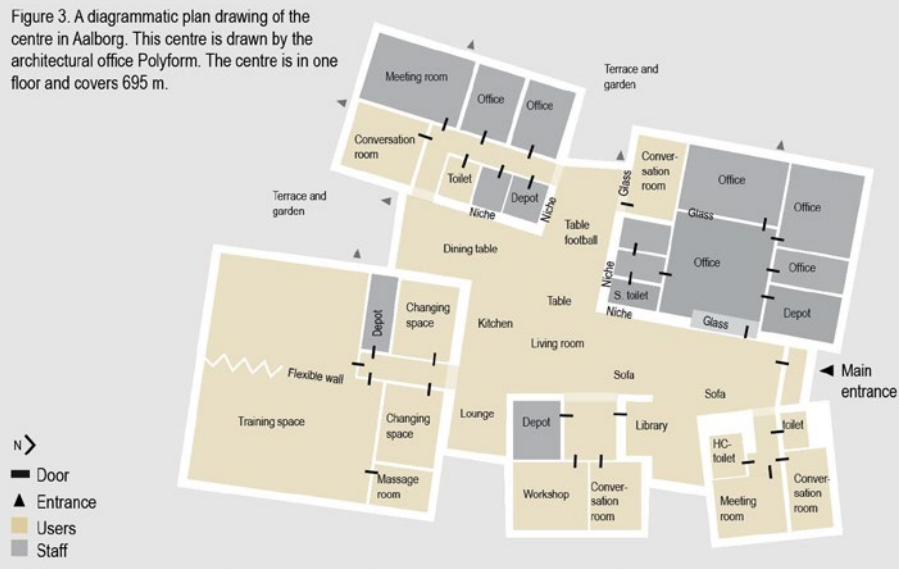 Figure 3. A diagrammatic plan drawing of the
centre in Aalborg. This centre is drawn by the
architectural office Polyform. The centre is in one
floor and covers 695 m.
Meeting room
Office
Office
Terrace and
garden
Conversation
room
Toilet
Depot
Niche
Niche
Conver-
sation
room
Glass
Office
Office
Glass
Terrace and
garden
Table
football
Dining table
Office
Office
Niche
S. toilet
Niche
Glass
Depot
Table
Kitchen
Living room
Depot
Changing
space
Flexible wall
Sofa
Sofa
Main
entrance
Training space
Changing
space
Lounge
Depot
Library
toilet
HC-
toilet
Massage
room
Workshop
Conver-
sation
room
Meeting
room
Conver-
sation
room
N
Door
Entrance
Users
Staff